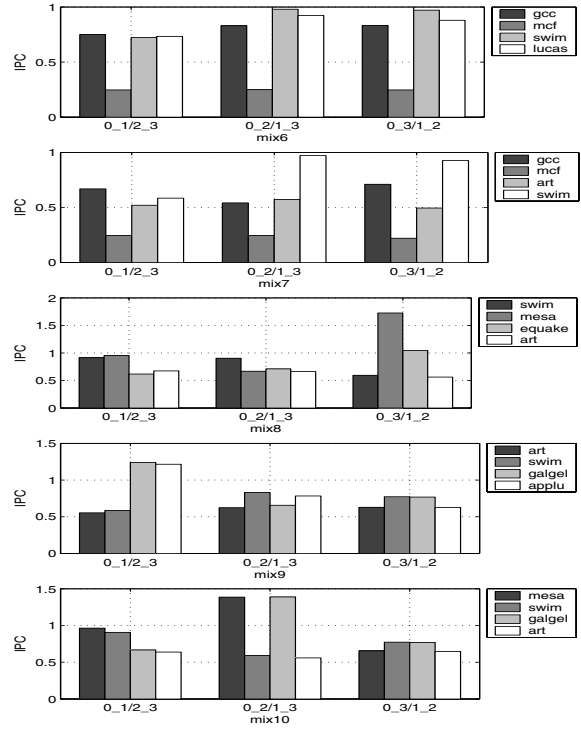 1
0.5
0
IPC
0_1/2_3
0_2/1_3
0_3/1_2
mix6
gcc
mcf
swim
lucas
1
0.5
0
IPC
0_1/2_3
0_2/1_3
0_3/1_2
mix7
gcc
mcf
art
swim
2
1.5
1
0.5
0
IPC
0_1/2_3
0_2/1_3
0_3/1_2
mix8
swim
mesa
equake
art
1.5
1
0.5
0
IPC
0_1/2_3
0_2/1_3
0_3/1_2
mix9
art
swim
galgel
applu
1.5
1
0.5
0
IPC
0_1/2_3
0_2/1_3
0_3/1_2
mix10
mesa
swim
galgel
art